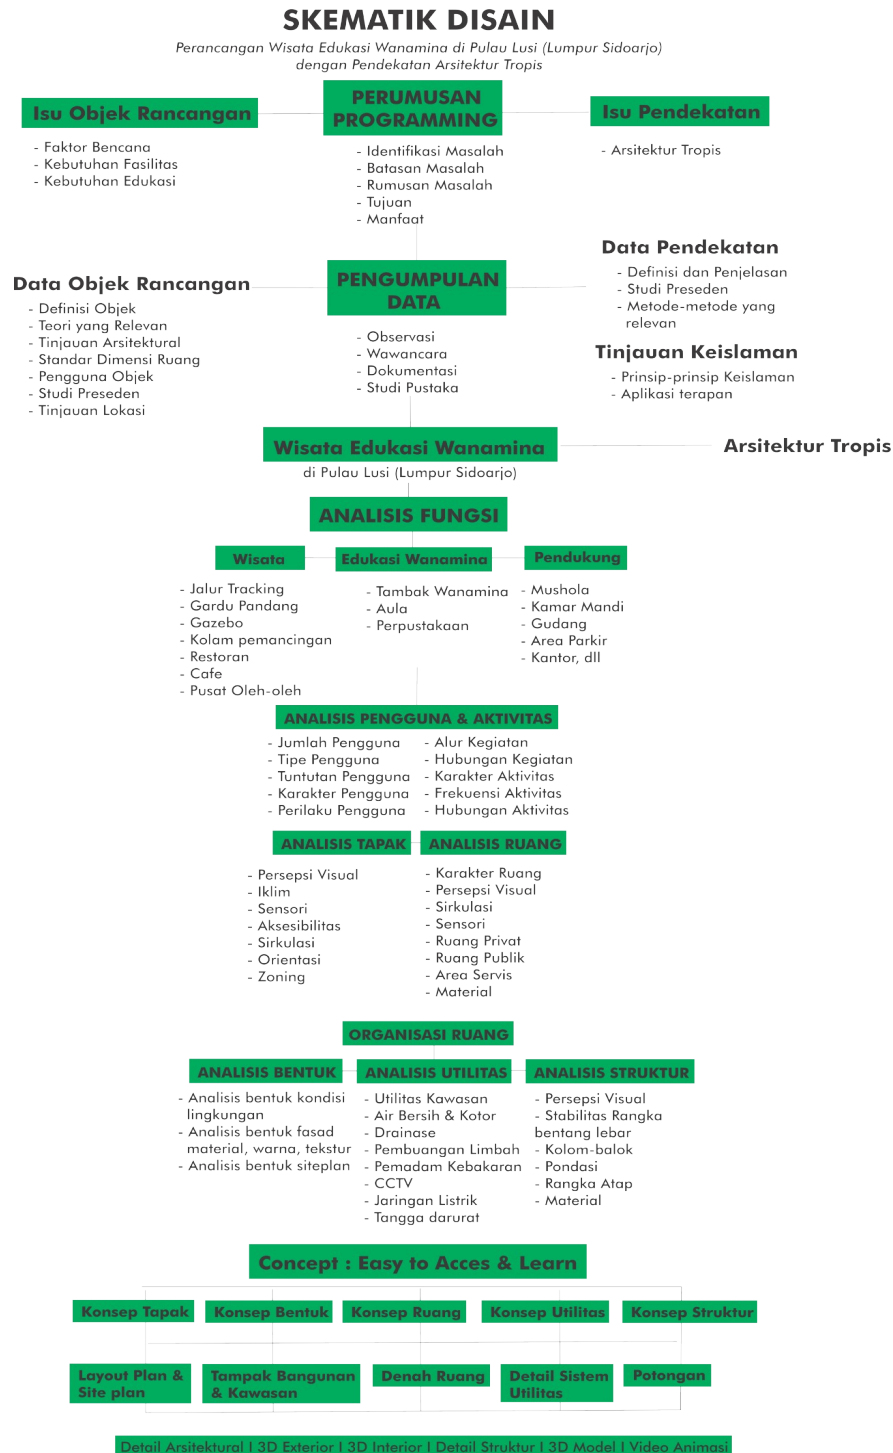 SKEMATIK DISAIN
Perancangan Wisata Edukasi Wanamina di Pulau Lusi (Lumpur Sidoarjo)
dengan Pendekatan Arsitektur Tropis
Isu Objek Rancangan
- Faktor Bencana
- Kebutuhan Fasilitas
- Kebutuhan Edukasi
PERUMUSAN
PROGRAMMING
- Identifikasi Masalah
- Batasan Masalah
- Rumusan Masalah
- Tujuan
- Manfaat
Isu Pendekatan
- Arsitektur Tropis
Data Objek Rancangan
- Definisi Objek
- Teori yang Relevan
- Tinjauan Arsitektural
- Standar Dimensi Ruang
- Pengguna Objek
- Studi Preseden
- Tinjauan Lokasi
PENGUMPULAN
DATA
- Observasi
- Wawancara
- Dokumentasi
- Studi Pustaka
Data Pendekatan
- Definisi dan Penjelasan
- Studi Preseden
- Metode-metode yang
relevan
Tinjauan Keislaman
- Prinsip-prinsip Keislaman
- Aplikasi terapan
Wisata Edukasi Wanamina
di Pulau Lusi (Lumpur Sidoarjo)
Arsitektur Tropis
ANALISIS FUNGSI
Wisata
- Jalur Tracking
- Gardu Pandang
- Gazebo
- Kolam pemancingan
- Restoran
- Cafe
- Pusat Oleh-oleh
Edukasi Wanamina
- Tambak Wanamina
- Aula
- Perpustakaan
Pendukung
- Mushola
- Kamar Mandi
- Gudang
- Area Parkir
- Kantor, dll
ANALISIS PENGGUNA & AKTIVITAS
- Jumlah Pengguna
- Tipe Pengguna
- Tuntutan Pengguna
- Karakter Pengguna
- Perilaku Pengguna
- Alur Kegiatan
- Hubungan Kegiatan
- Karakter Aktivitas
- Frekuensi Aktivitas
- Hubungan Aktivitas
ANALISIS TAPAK
- Persepsi Visual
- Iklim
- Sensori
- Aksesibilitas
- Sirkulasi
- Orientasi
- Zoning
ANALISIS RUANG
- Karakter Ruang
- Persepsi Visual
- Sirkulasi
- Sensori
- Ruang Privat
- Ruang Publik
- Area Servis
- Material
ORGANISASI RUANG
ANALISIS BENTUK
- Analisis bentuk kondisi
lingkungan
- Analisis bentuk fasad
material, warna, tekstur
- Analisis bentuk siteplan
ANALISIS UTILITAS
- Utilitas Kawasan
- Air Bersih & Kotor
- Drainase
- Pembuangan Limbah
- Pemadam Kebakaran
- CCTV
- Jaringan Listrik
- Tangga darurat
ANALISIS STRUKTUR
- Persepsi Visual
- Stabilitas Rangka
bentang lebar
- Kolom-balok
- Pondasi
- Rangka Atap
- Material
Concept : Easy to Acces & Learn
Konsep Tapak
Konsep Bentuk
Konsep Ruang
Konsep Utilitas
Konsep Struktur
Layout Plan &
Site plan
Tampak Bangunan
& Kawasan
Denah Ruang
Detail Sistem
Utilitas
Potongan
Detail Arsitektural I 3D Exterior I 3D Interior I Detail Struktur I 3D Model I Video Animasi